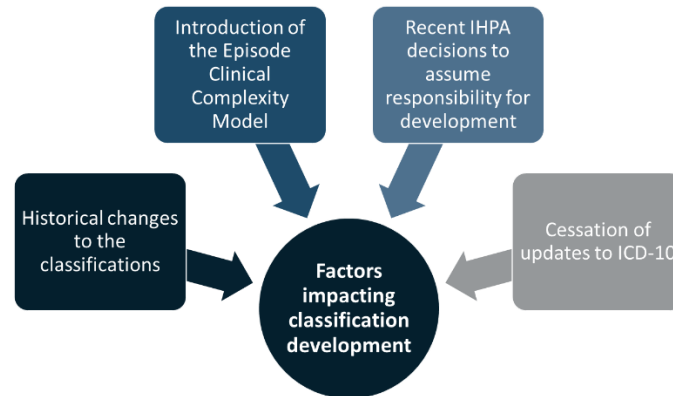 Introduction of
the Episode
Clinical
Complexity
Model
Recent IHPA
decisions to
assume
responsibility for
development
Historical changes
to the
classifications
Cessation of
updates to ICD-10
Factors
impacting
classification
development